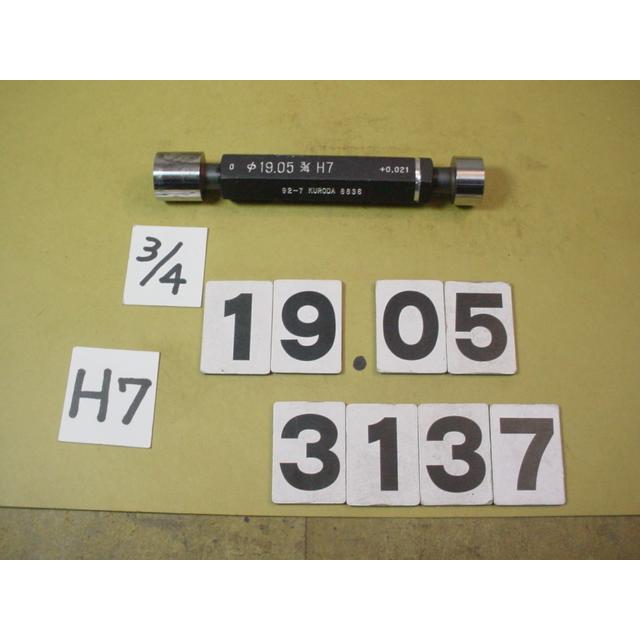 0 φ19.05 3/4 H7 +0.021
92-7 KURODA 8836
3/4
19.05
H7
3137